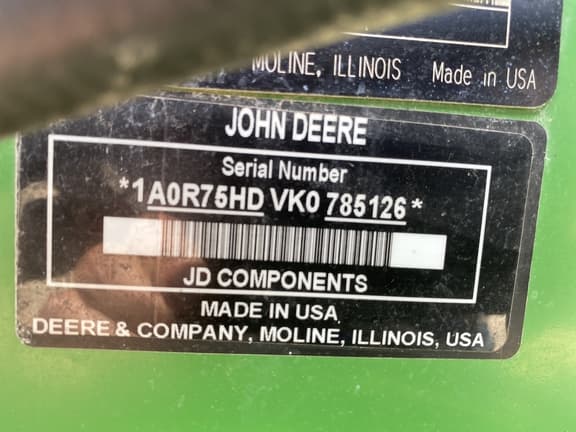 MOLINE, ILLINOIS Made in USA
JOHN DEERE
Serial Number
*1A0R75HD VK0 785126*
JD COMPONENTS
MADE IN USA
DEERE & COMPANY, MOLINE, ILLINOIS, USA